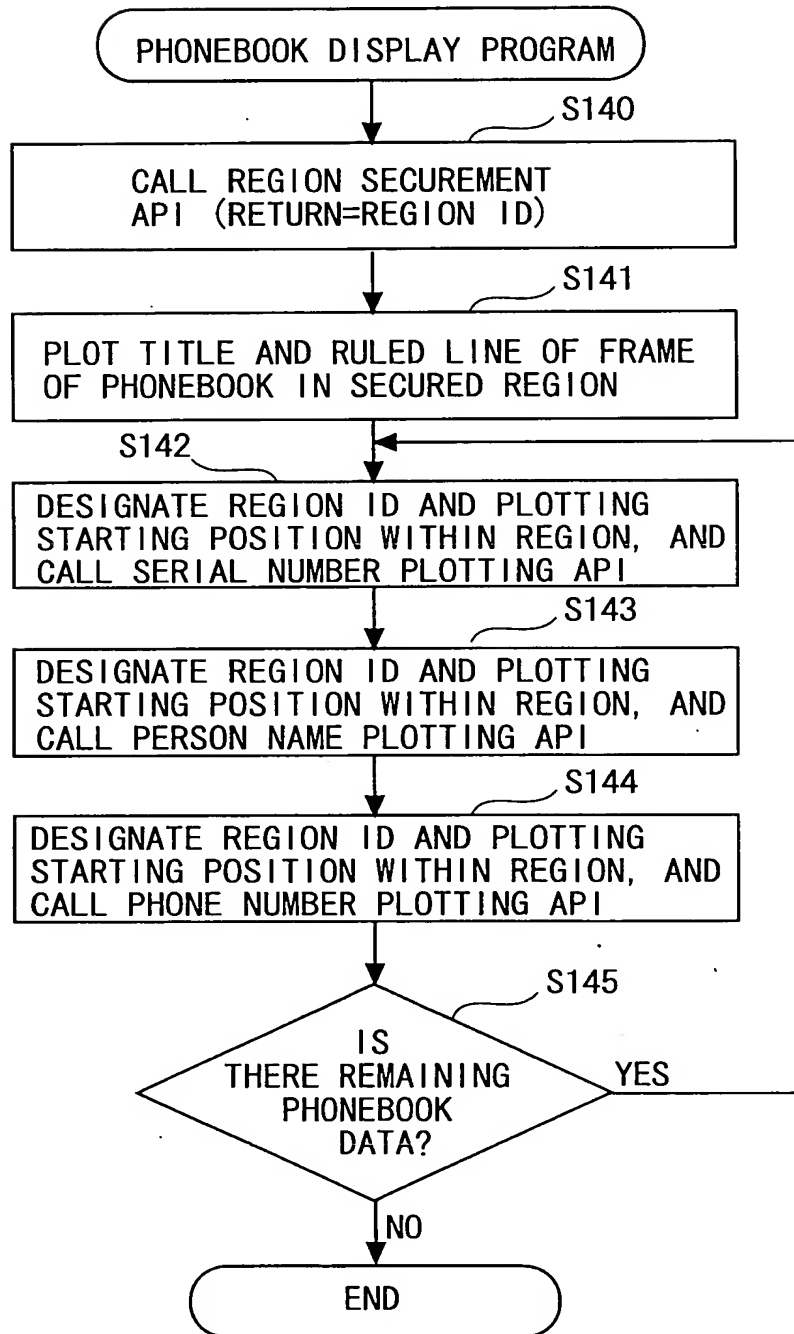 PHONEBOOK DISPLAY PROGRAM
S140
CALL REGION SECUREMENT
API (RETURN=REGION ID)
S141
PLOT TITLE AND RULED LINE OF FRAME
OF PHONEBOOK IN SECURED REGION
S142
DESIGNATE REGION ID AND PLOTTING
STARTING POSITION WITHIN REGION, AND
CALL SERIAL NUMBER PLOTTING API
S143
DESIGNATE REGION ID AND PLOTTING
STARTING POSITION WITHIN REGION, AND
CALL PERSON NAME PLOTTING API
S144
DESIGNATE REGION ID AND PLOTTING
STARTING POSITION WITHIN REGION, AND
CALL PHONE NUMBER PLOTTING API
S145
IS
THERE REMAINING
PHONEBOOK
DATA?
YES
NO
END